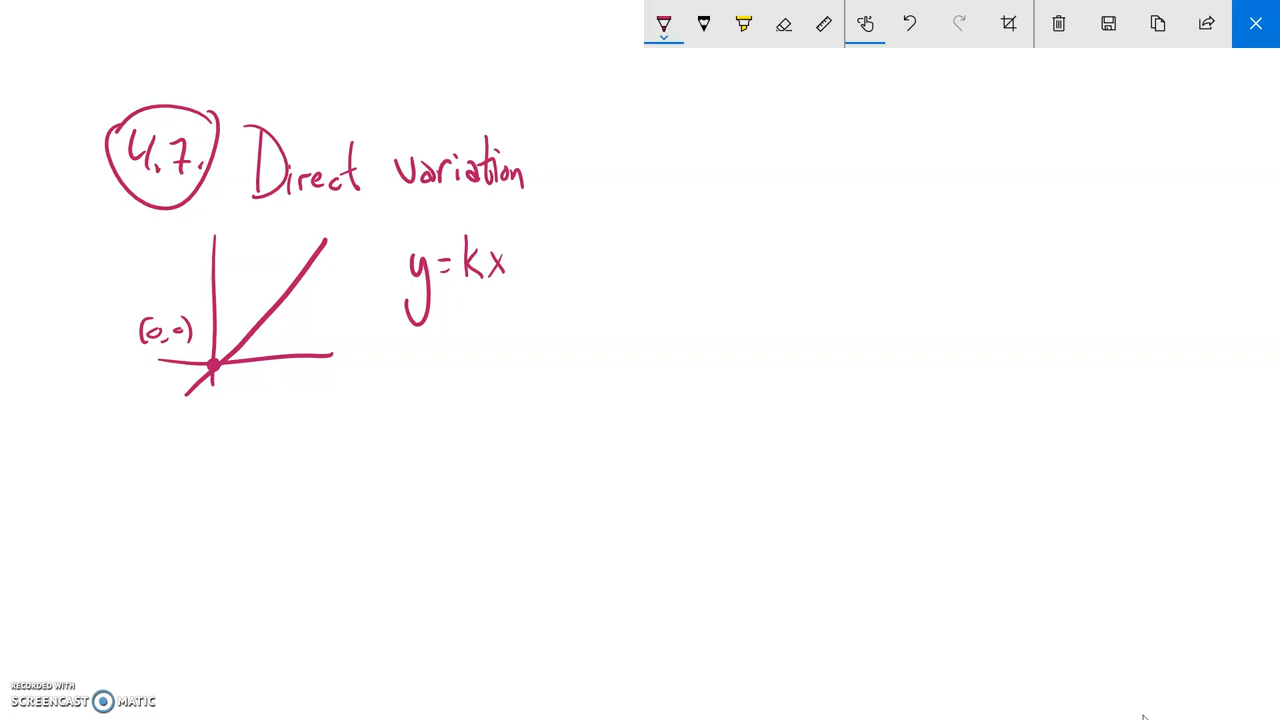 4.7. Direct variation
y = kx
(0,0)
RECORDED WITH
SCREENCAST MATIC